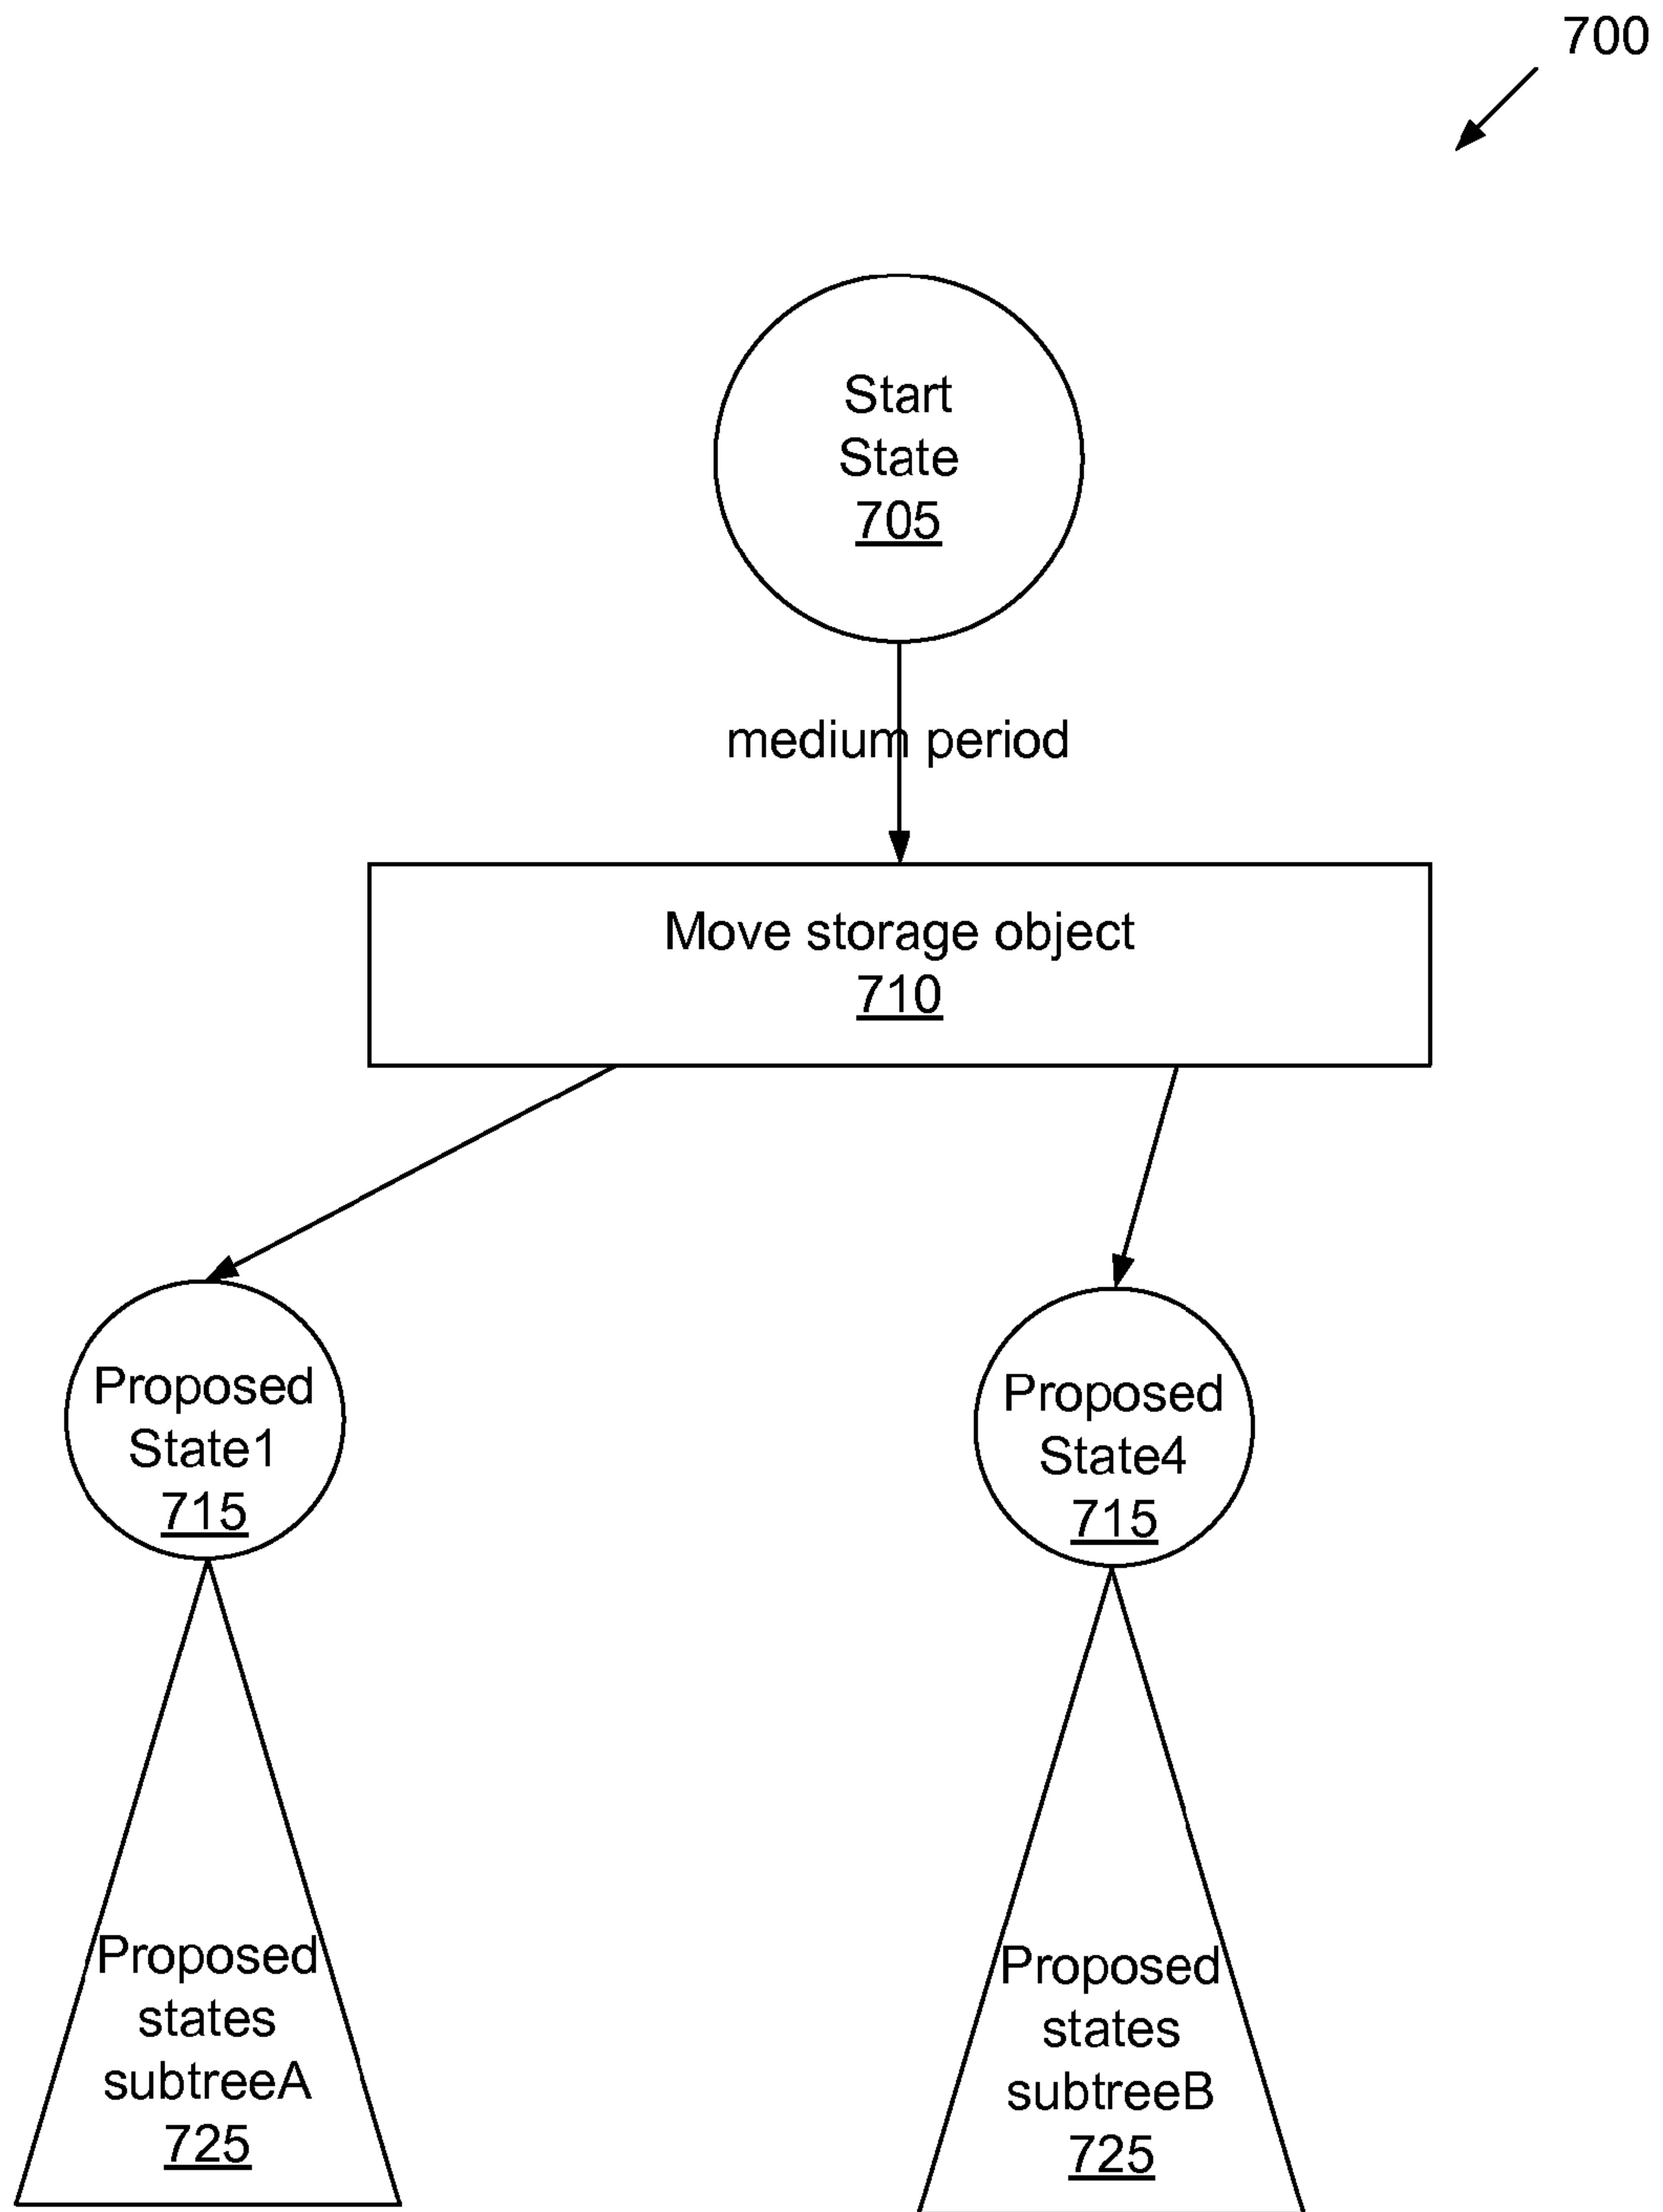 700
Start
State
705
medium period
Move storage object
710
Proposed
State1
715
Proposed
State4
715
Proposed
states
subtreeA
725
Proposed
states
subtreeB
725